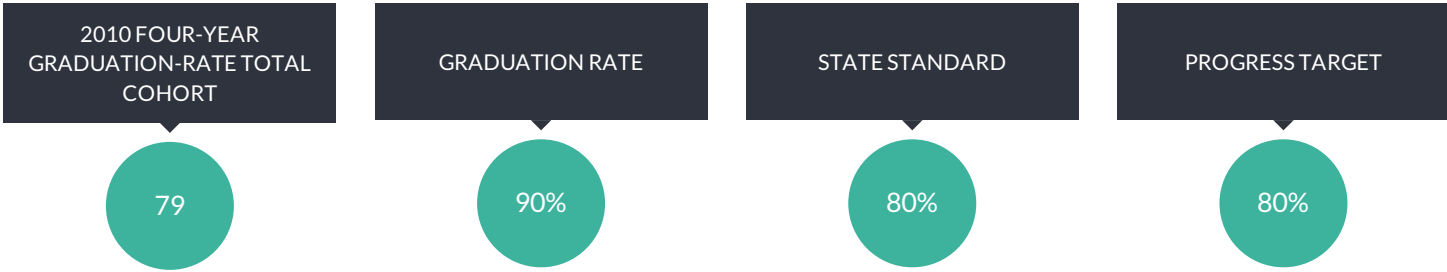 2010 FOUR-YEAR
GRADUATION-RATE TOTAL
COHORT
79
GRADUATION RATE
90%
STATE STANDARD
80%
PROGRESS TARGET
80%